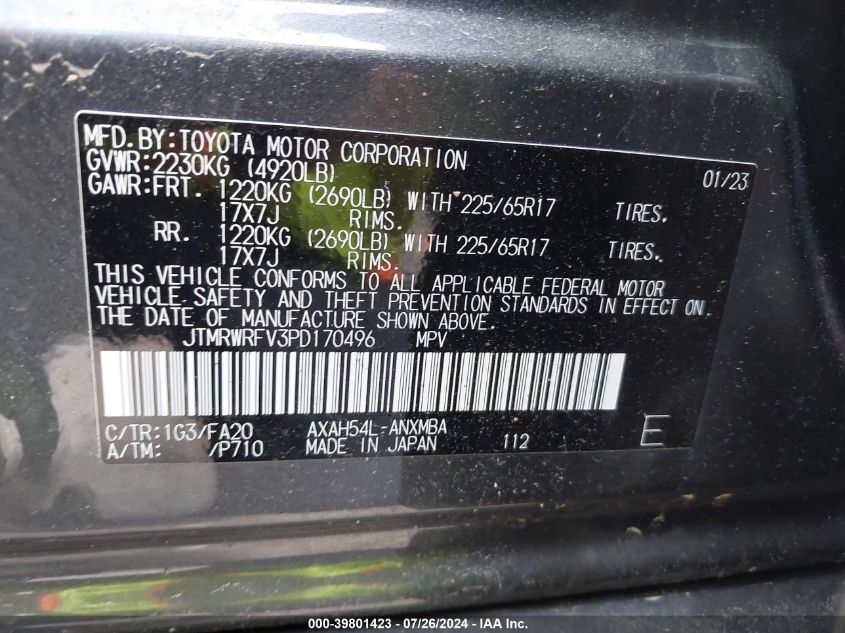 MFD. BY: TOYOTA MOTOR CORPORATION 01/23
GVWR: 2230KG (4920LB)
GAWR: FRT. 1220KG (2690LB) WITH 225/65R17 TIRES.
17X7J RIMS.
RR. 1220KG (2690LB) WITH 225/65R17 TIRES.
17X7J RIMS.
THIS VEHICLE CONFORMS TO ALL APPLICABLE FEDERAL MOTOR
VEHICLE SAFETY AND THEFT PREVENTION STANDARDS IN EFFECT ON
THE DATE OF MANUFACTURE SHOWN ABOVE.
JTMRWRFV3PD170496 MPV
C/TR: 1G3/FA20 AXAH54L-ANXMBA
A/TM: /P710 MADE IN JAPAN 112 E
000-39801423 - 07/26/2024 - IAA Inc.